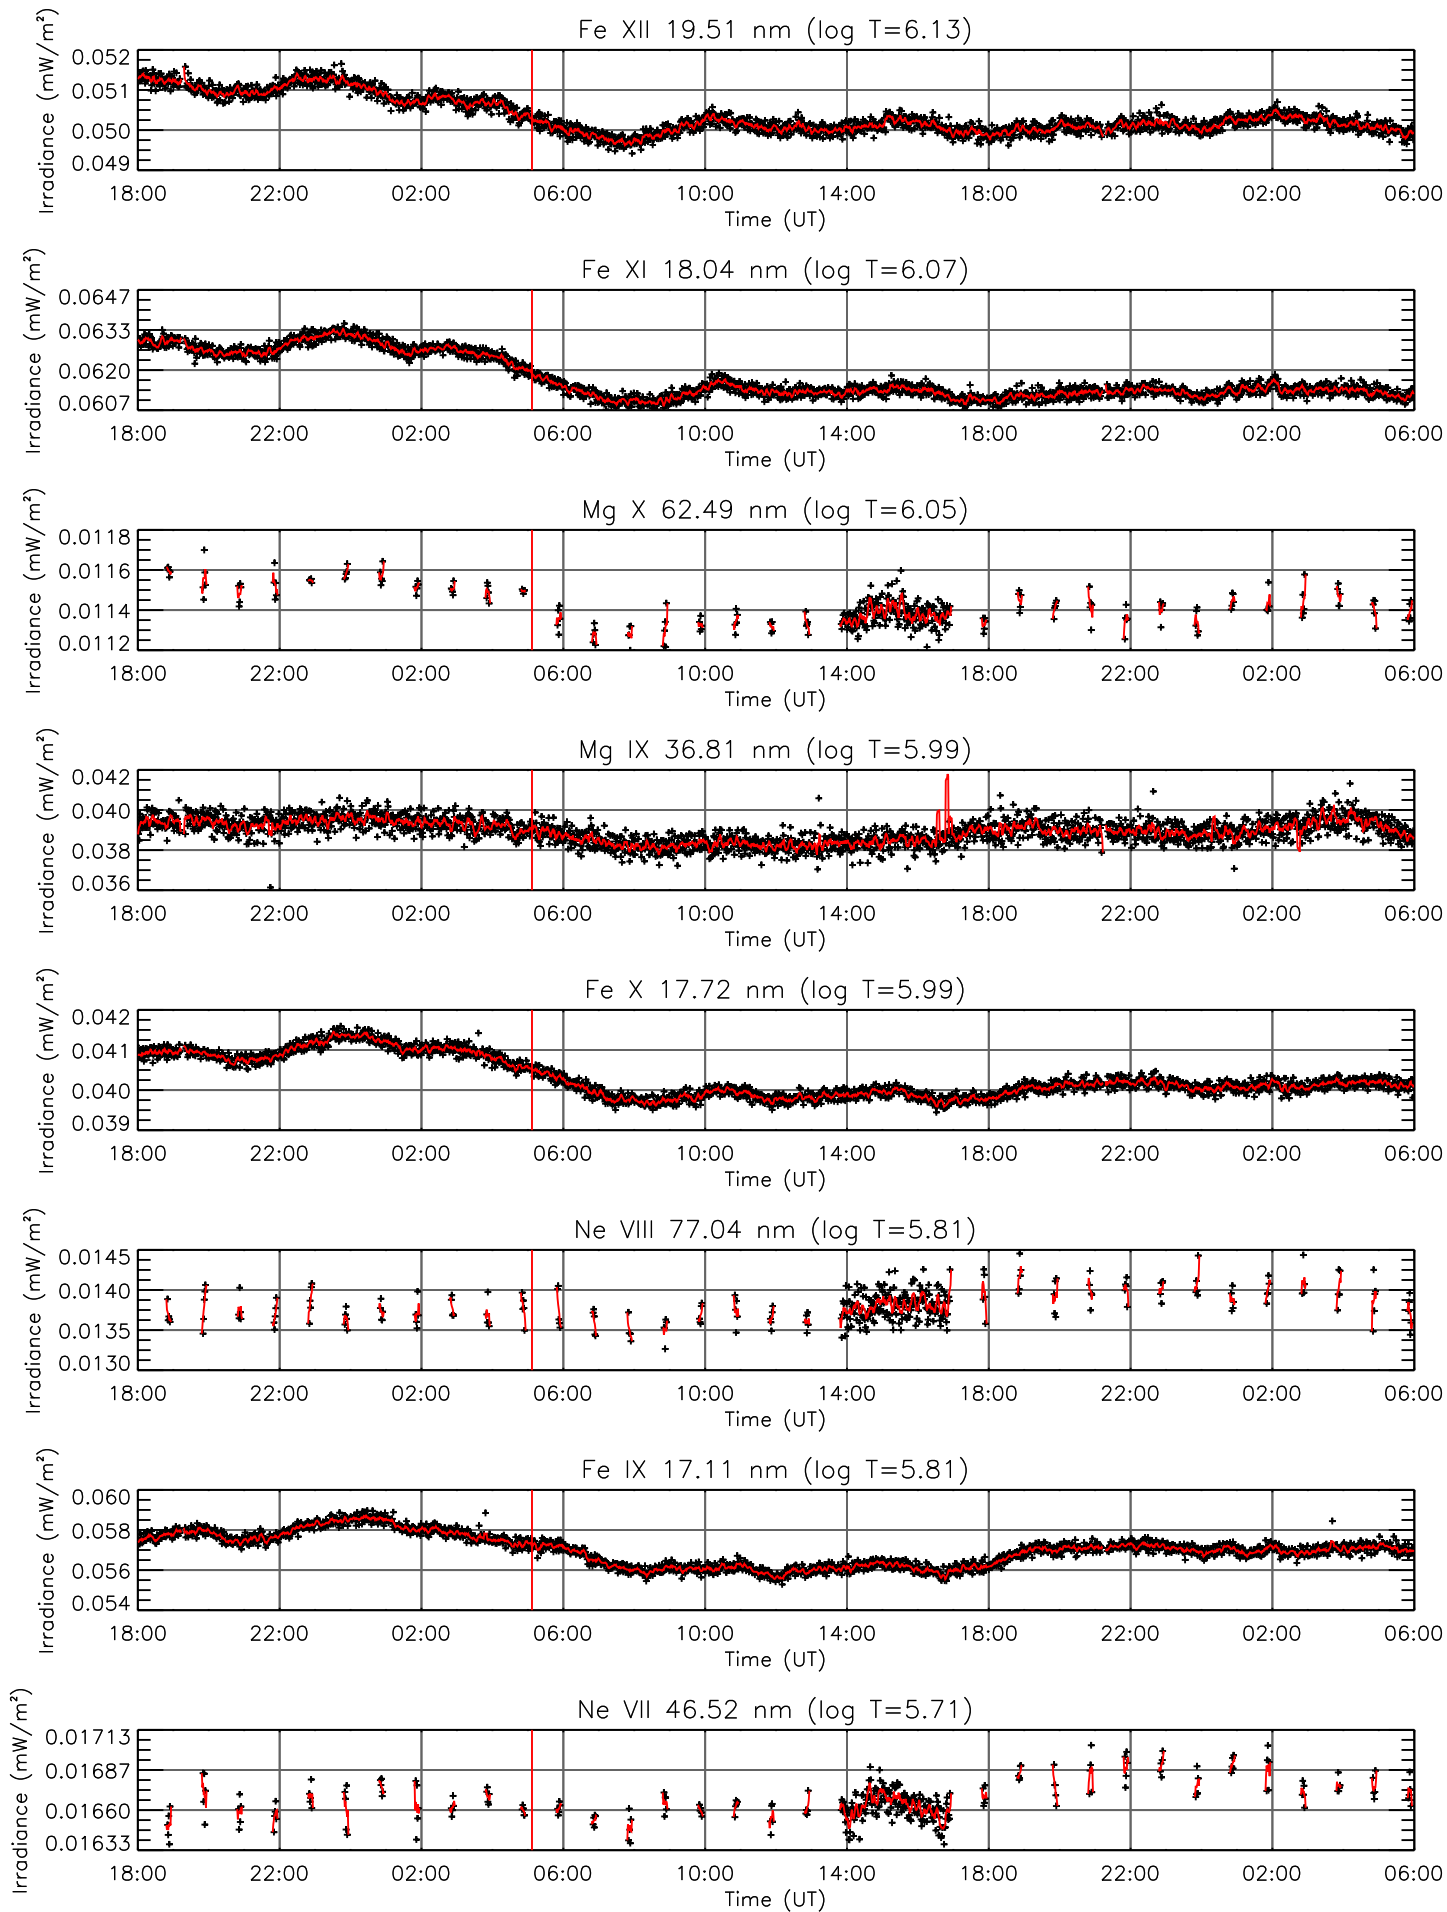 Fe XII 19.51 nm (log T=6.13)
Irradiance (mW/m²)
0.052
0.051
0.050
0.049
18:00 22:00 02:00 06:00 10:00 14:00 18:00 22:00 02:00 06:00
Time (UT)
Fe XI 18.04 nm (log T=6.07)
Irradiance (mW/m²)
0.0647
0.0633
0.0620
0.0607
18:00 22:00 02:00 06:00 10:00 14:00 18:00 22:00 02:00 06:00
Time (UT)
Mg X 62.49 nm (log T=6.05)
Irradiance (mW/m²)
0.0118
0.0116
0.0114
0.0112
18:00 22:00 02:00 06:00 10:00 14:00 18:00 22:00 02:00 06:00
Time (UT)
Mg IX 36.81 nm (log T=5.99)
Irradiance (mW/m²)
0.042
0.040
0.038
0.036
18:00 22:00 02:00 06:00 10:00 14:00 18:00 22:00 02:00 06:00
Time (UT)
Fe X 17.72 nm (log T=5.99)
Irradiance (mW/m²)
0.042
0.041
0.040
0.039
18:00 22:00 02:00 06:00 10:00 14:00 18:00 22:00 02:00 06:00
Time (UT)
Ne VIII 77.04 nm (log T=5.81)
Irradiance (mW/m²)
0.0145
0.0140
0.0135
0.0130
18:00 22:00 02:00 06:00 10:00 14:00 18:00 22:00 02:00 06:00
Time (UT)
Fe IX 17.11 nm (log T=5.81)
Irradiance (mW/m²)
0.060
0.058
0.056
0.054
18:00 22:00 02:00 06:00 10:00 14:00 18:00 22:00 02:00 06:00
Time (UT)
Ne VII 46.52 nm (log T=5.71)
Irradiance (mW/m²)
0.01713
0.01687
0.01660
0.01633
18:00 22:00 02:00 06:00 10:00 14:00 18:00 22:00 02:00 06:00
Time (UT)